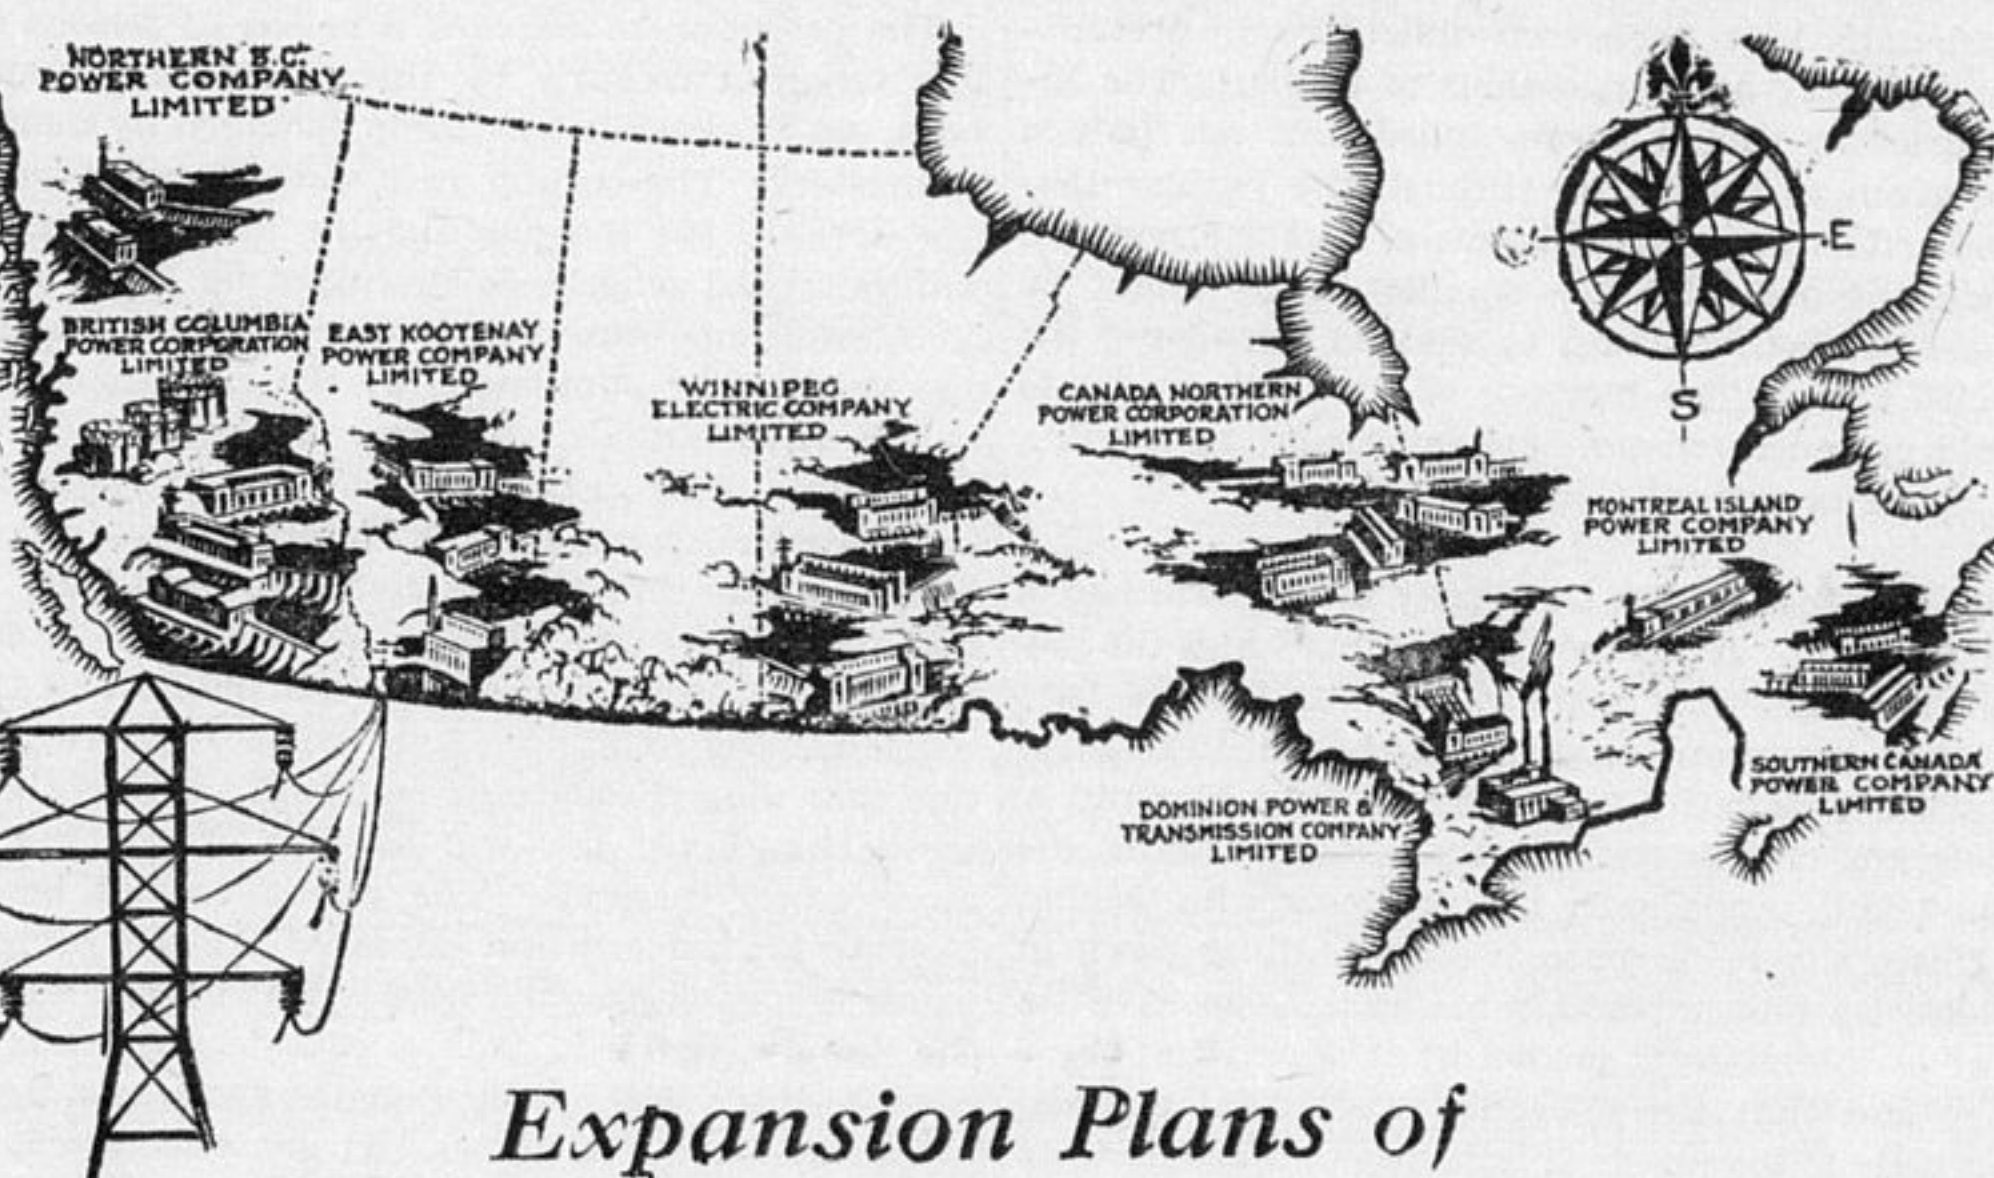 NORTHERN B.C.
POWER COMPANY
LIMITED
BRITISH COLUMBIA
POWER CORPORATION
LIMITED
EAST KOOTENAY
POWER COMPANY
LIMITED
WINNIPEG
ELECTRIC COMPANY
LIMITED
CANADA NORTHERN
POWER CORPORATION
LIMITED
E
S
MONTREAL ISLAND
POWER COMPANY
LIMITED
SOUTHERN CANADA
POWER COMPANY
LIMITED
DOMINION POWER &
TRANSMISSION COMPANY
LIMITED
Expansion Plans of